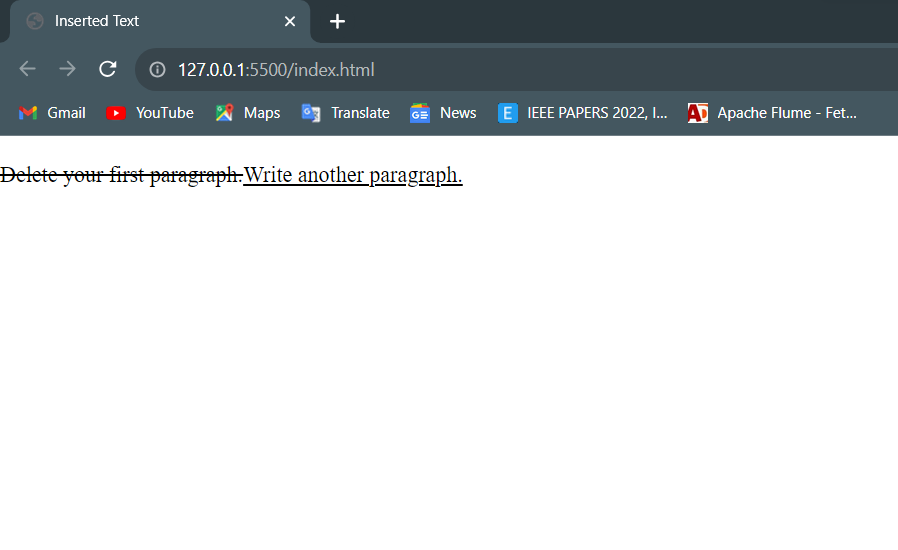 Inserted Text
127.0.0.1:5500/index.html
Gmail YouTube Maps Translate News E IEEE PAPERS 2022, I... Apache Flume - Fet...
Delete your first paragraph.Write another paragraph.